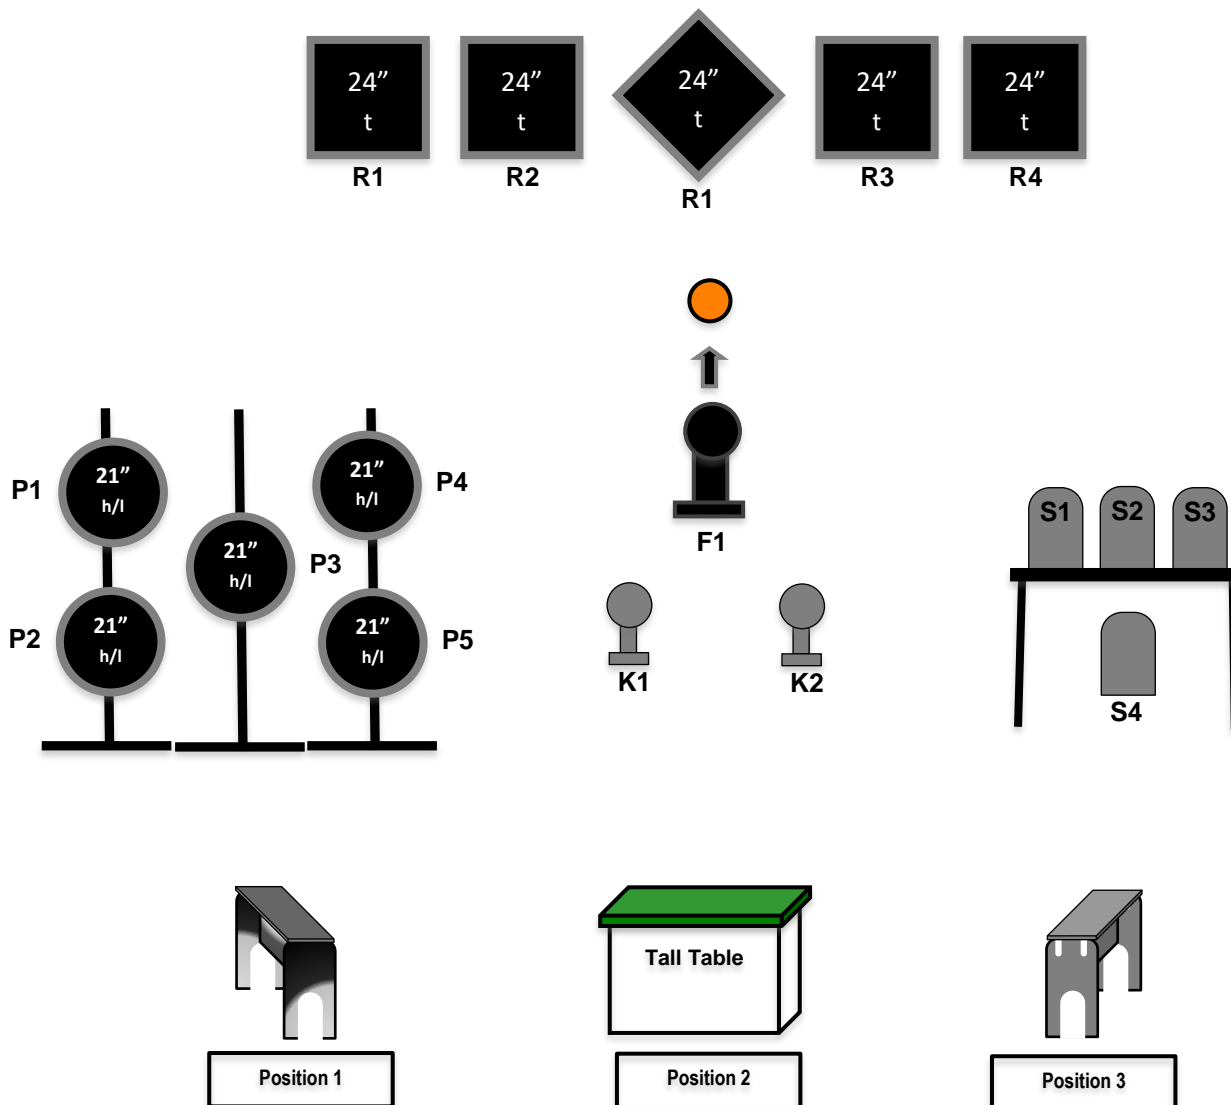 24”
t
R1
24”
t
R2
24”
t
R1
24”
t
R3
24”
t
R4
P1
21”
h/l
P2
21”
h/l
21”
h/l
P3
21”
h/l
P4
21”
h/l
P5
F1
K1
K2
S1
S2
S3
S4
Tall Table
Position 1
Position 2
Position 3